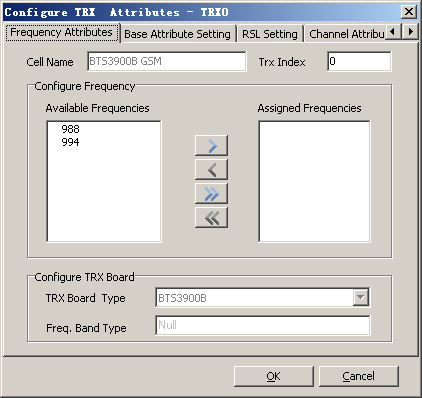 Configure TRX Attributes - TRX0
Frequency Attributes Base Attribute Setting RSL Setting Channel Attribu
Cell Name BTS3900B GSM Trx Index 0
Configure Frequency
Available Frequencies Assigned Frequencies
988
994
Configure TRX Board
TRX Board Type BTS3900B
Freq. Band Type Null
OK Cancel